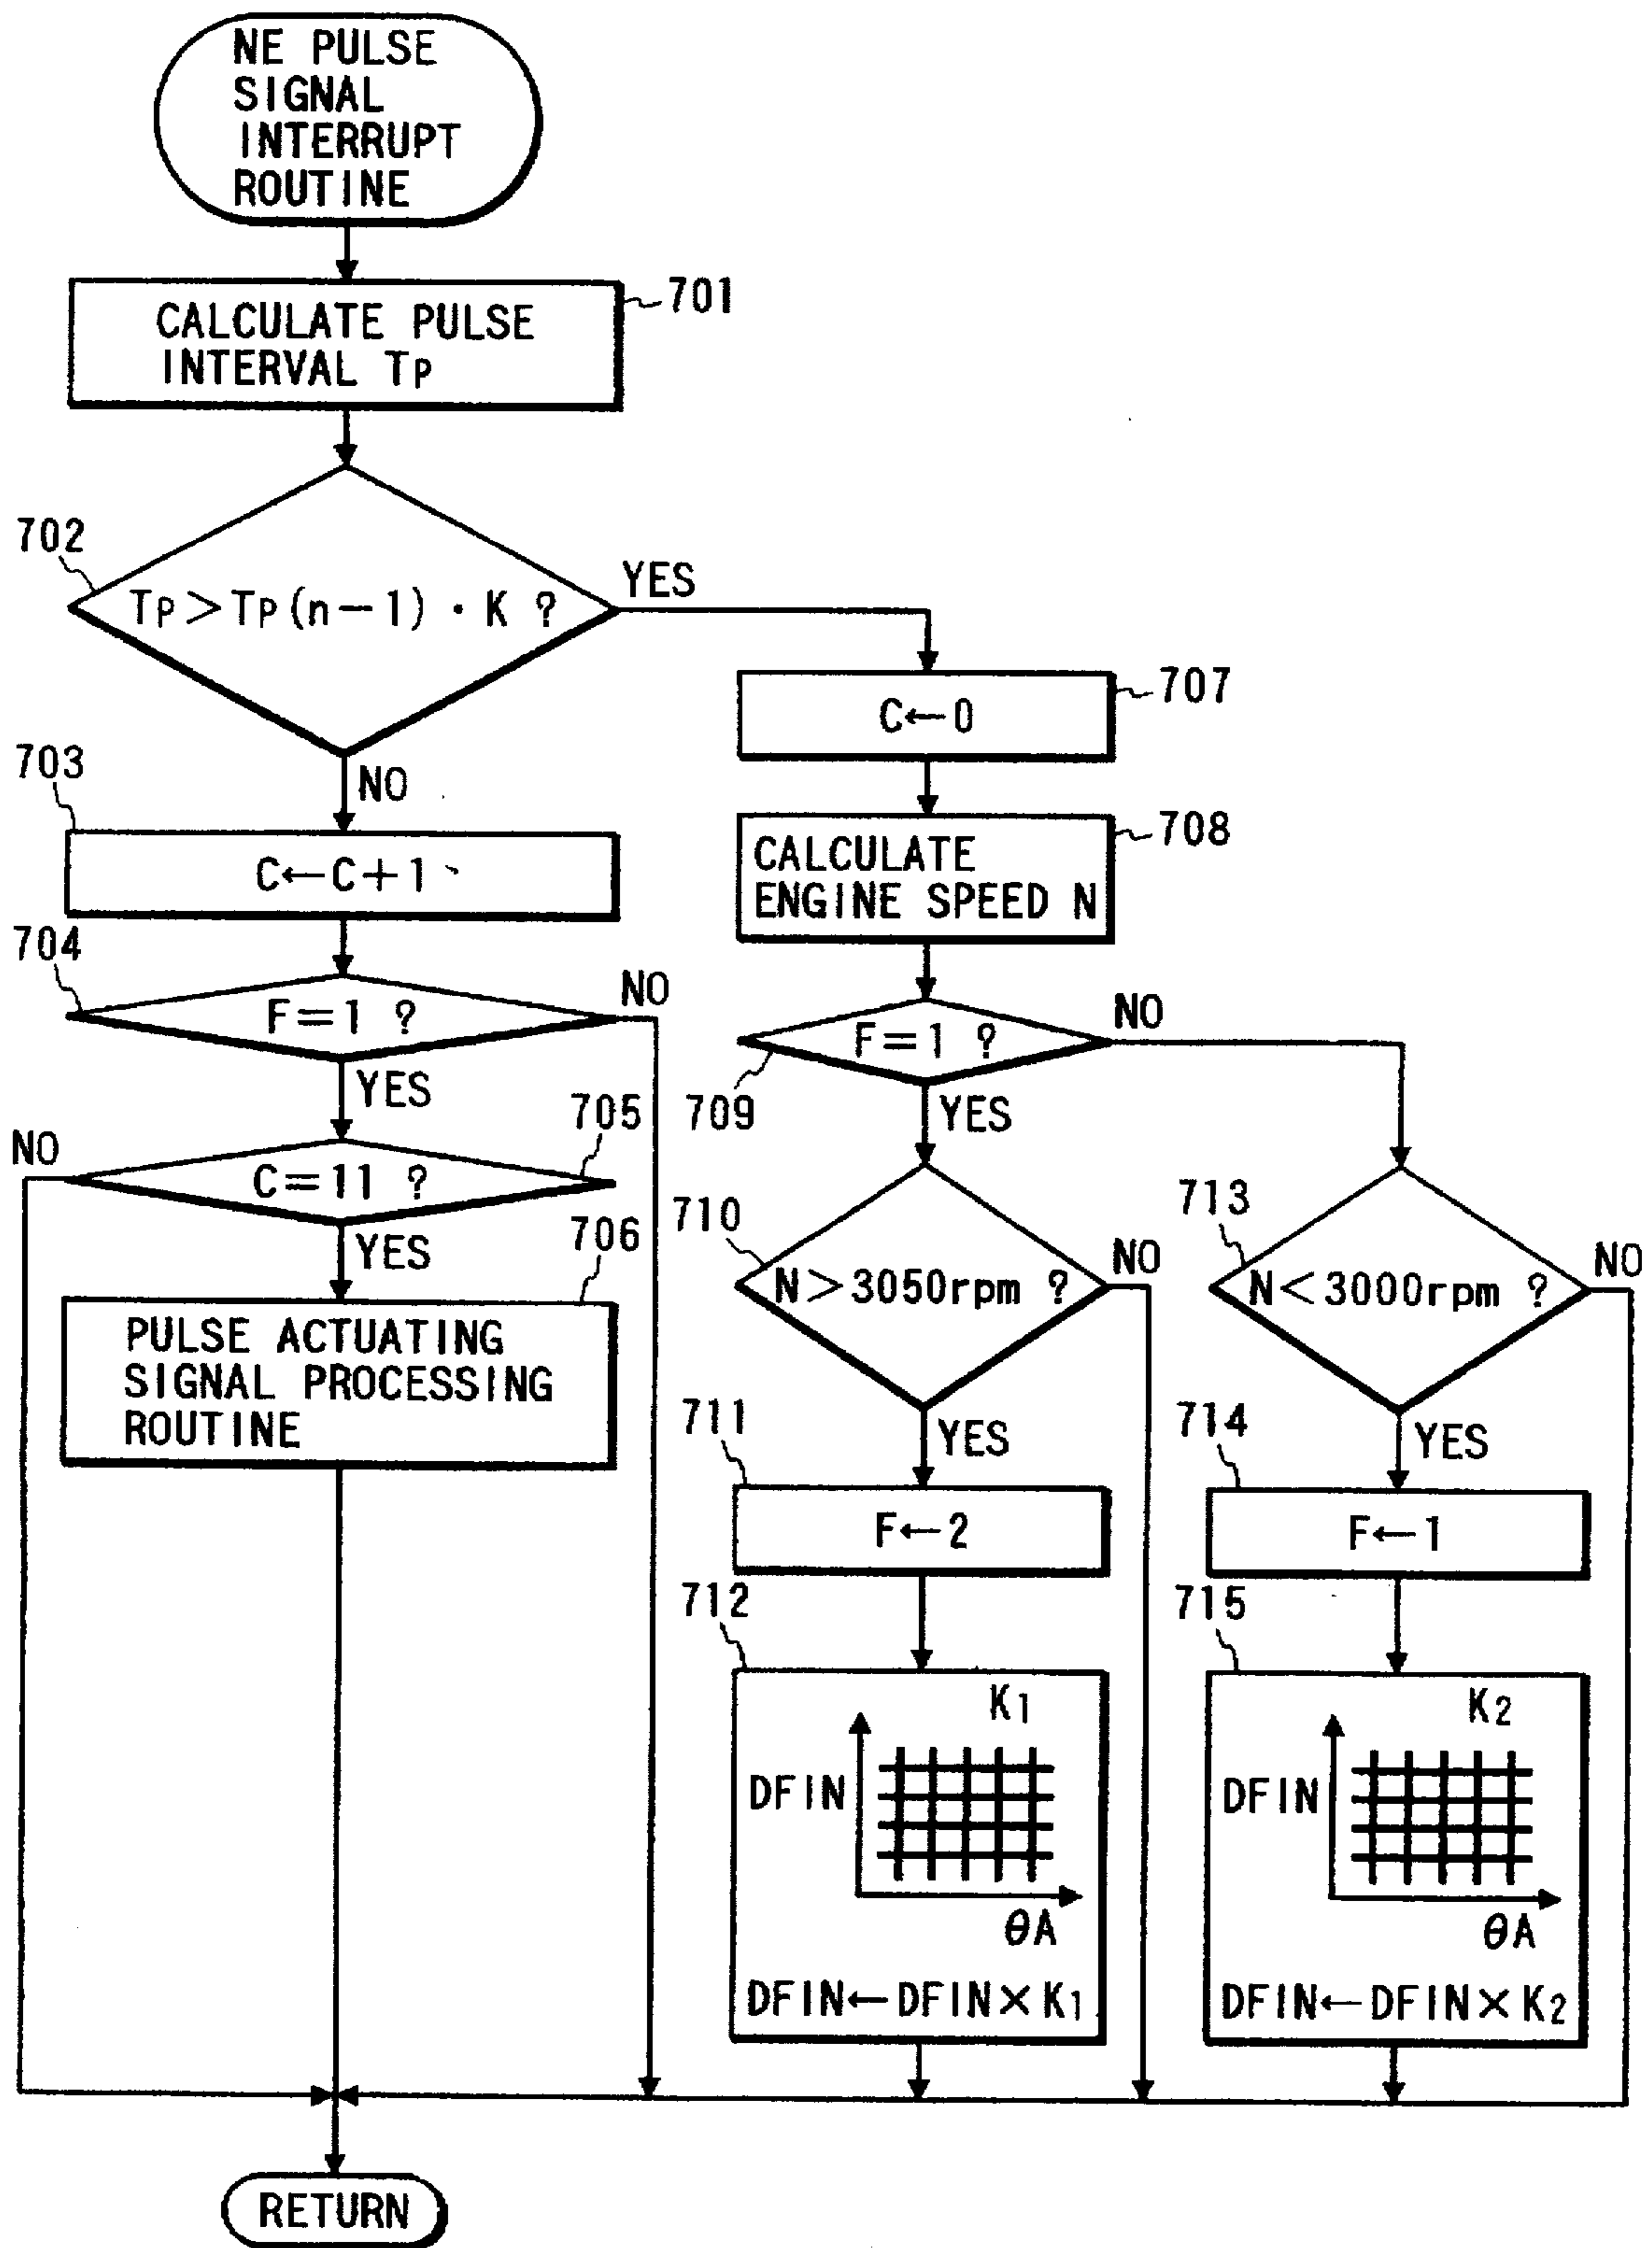 NE PULSE
SIGNAL
INTERRUPT
ROUTINE
701
CALCULATE PULSE
INTERVAL TP
702
TP>TP(n-1)・K ?
YES
NO
707
C←0
703
C←C+1
708
CALCULATE
ENGINE SPEED N
704
F=1 ?
NO
YES
709
F=1 ?
NO
YES
705
C=11 ?
NO
YES
706
PULSE ACTUATING
SIGNAL PROCESSING
ROUTINE
710
N>3050rpm ?
NO
YES
713
N<3000rpm ?
NO
YES
711
F←2
714
F←1
712
K1
DFIN
θA
DFIN←DFIN×K1
715
K2
DFIN
θA
DFIN←DFIN×K2
RETURN